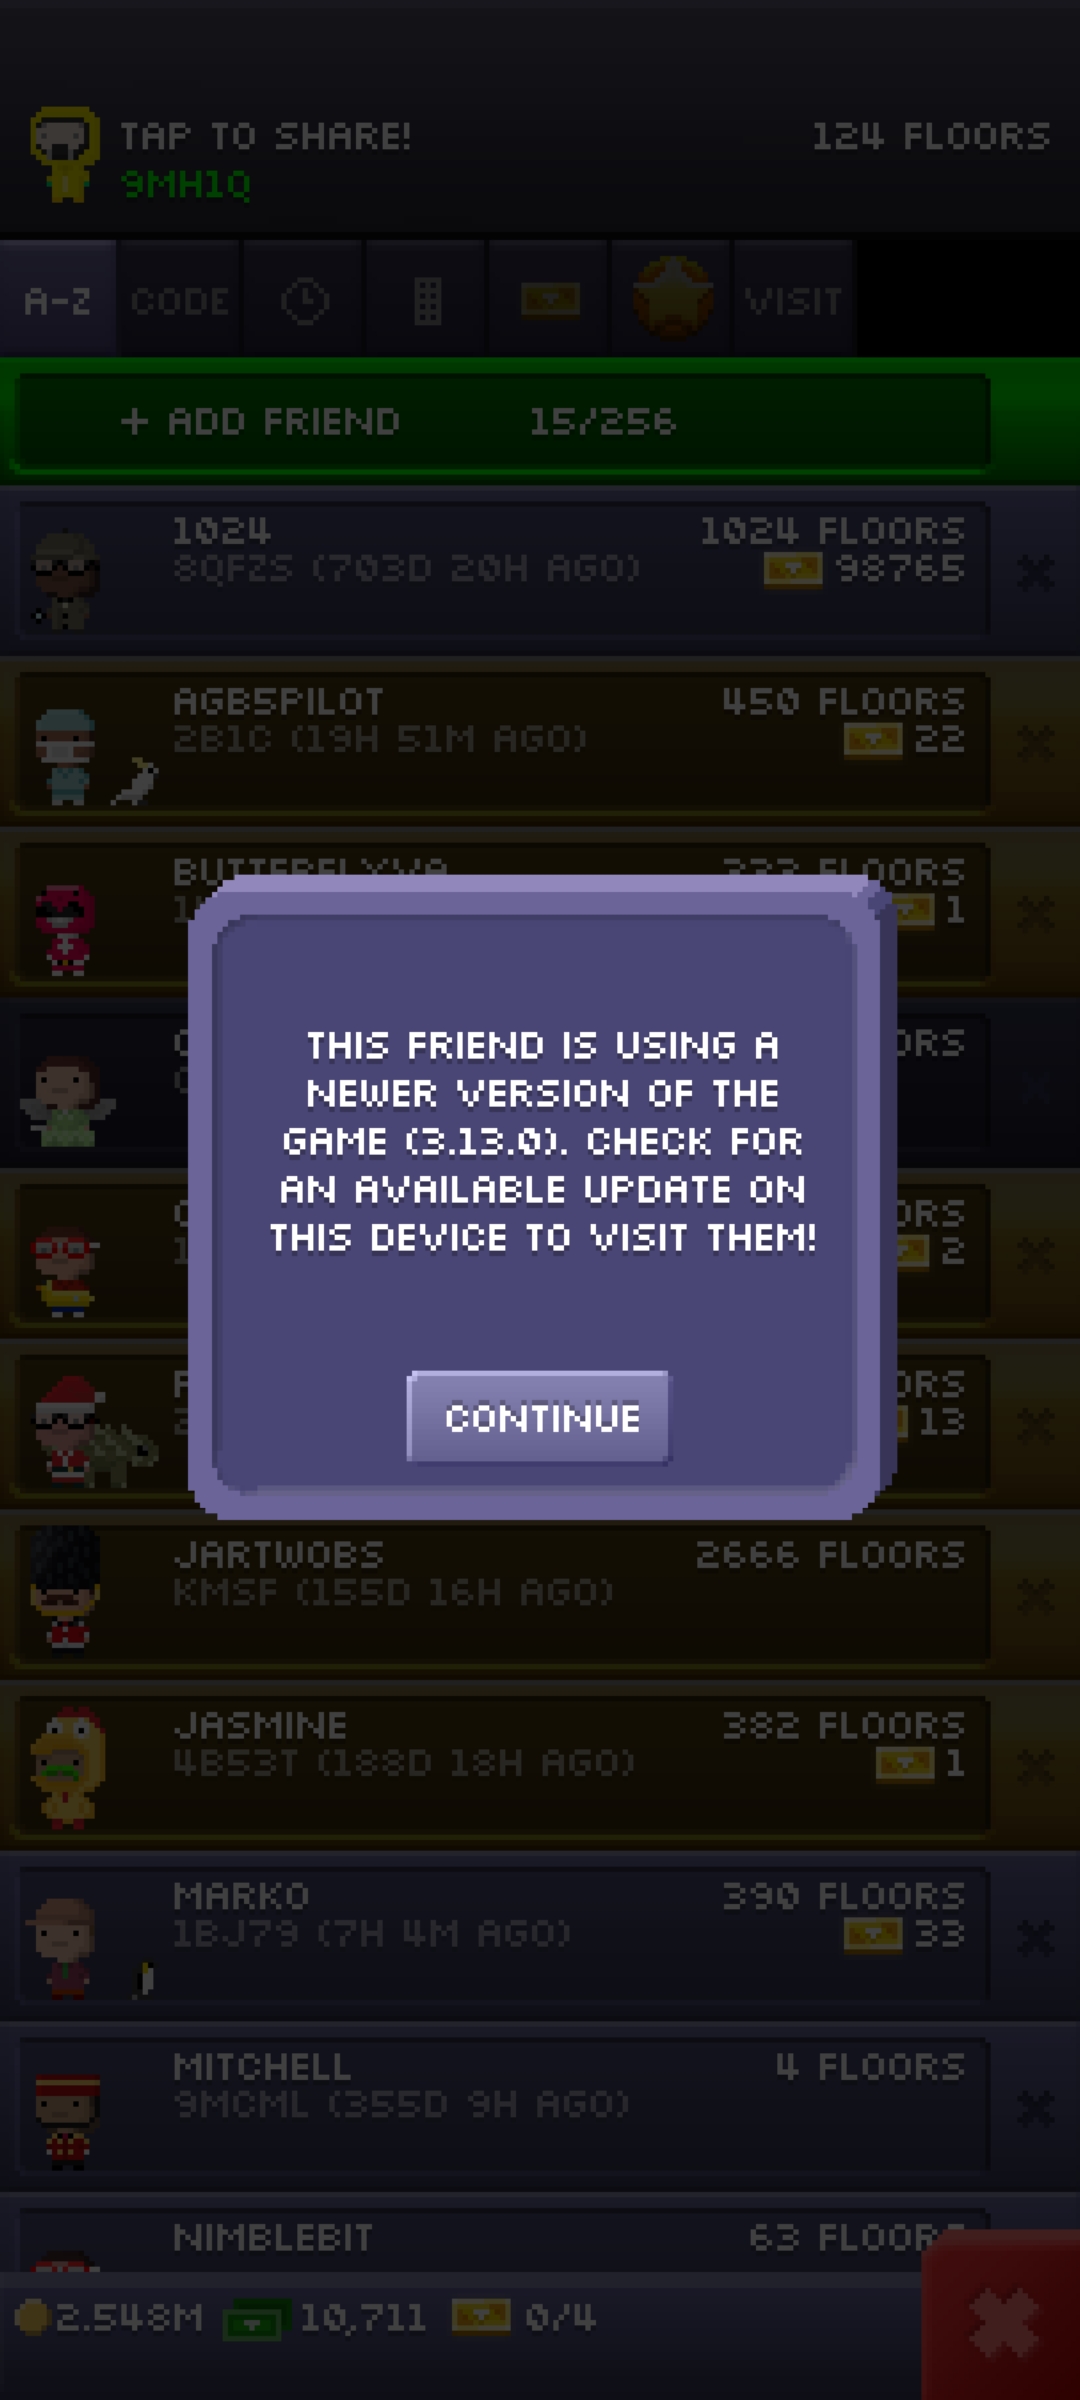 TAP TO SHARE!
124 FLOORS
9MH1Q
A-Z CODE VISIT
+ ADD FRIEND 15/256
1024 1024 FLOORS
8QFZS (703D 20H AGO) 98765
AGB5PILOT 450 FLOORS
2B1C (19H 51M AGO) 22
FLOORS
1
THIS FRIEND IS USING A
NEWER VERSION OF THE
GAME (3.13.0). CHECK FOR
AN AVAILABLE UPDATE ON
THIS DEVICE TO VISIT THEM!
2
13
CONTINUE
JARTWOBS 2666 FLOORS
KMSF (155D 16H AGO)
JASMINE 382 FLOORS
4B53T (188D 18H AGO) 1
MARKO 390 FLOORS
1BJ79 (7H 4M AGO) 33
MITCHELL 4 FLOORS
9MCML (355D 9H AGO)
NIMBLEBIT 63 FLOORS
2.548M 10,711 0/4